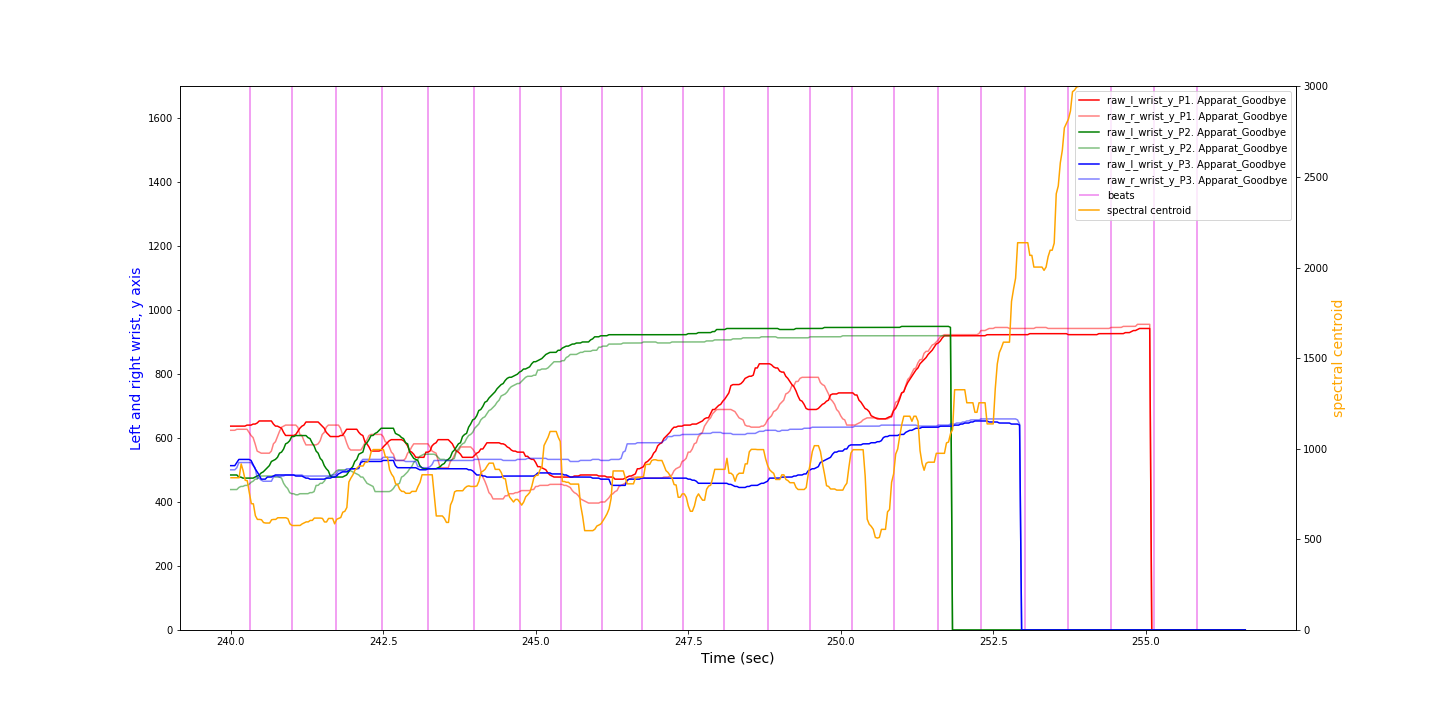 raw_l_wrist_y_P1. Apparat_Goodbye
raw_r_wrist_y_P1. Apparat_Goodbye
raw_l_wrist_y_P2. Apparat_Goodbye
raw_r_wrist_y_P2. Apparat_Goodbye
raw_l_wrist_y_P3. Apparat_Goodbye
raw_r_wrist_y_P3. Apparat_Goodbye
beats
spectral centroid
Left and right wrist, y axis
1600
1400
1200
1000
800
600
400
200
0
3000
2500
2000
1500
1000
500
0
spectral centroid
240.0 242.5 245.0 247.5 250.0 252.5 255.0
Time (sec)